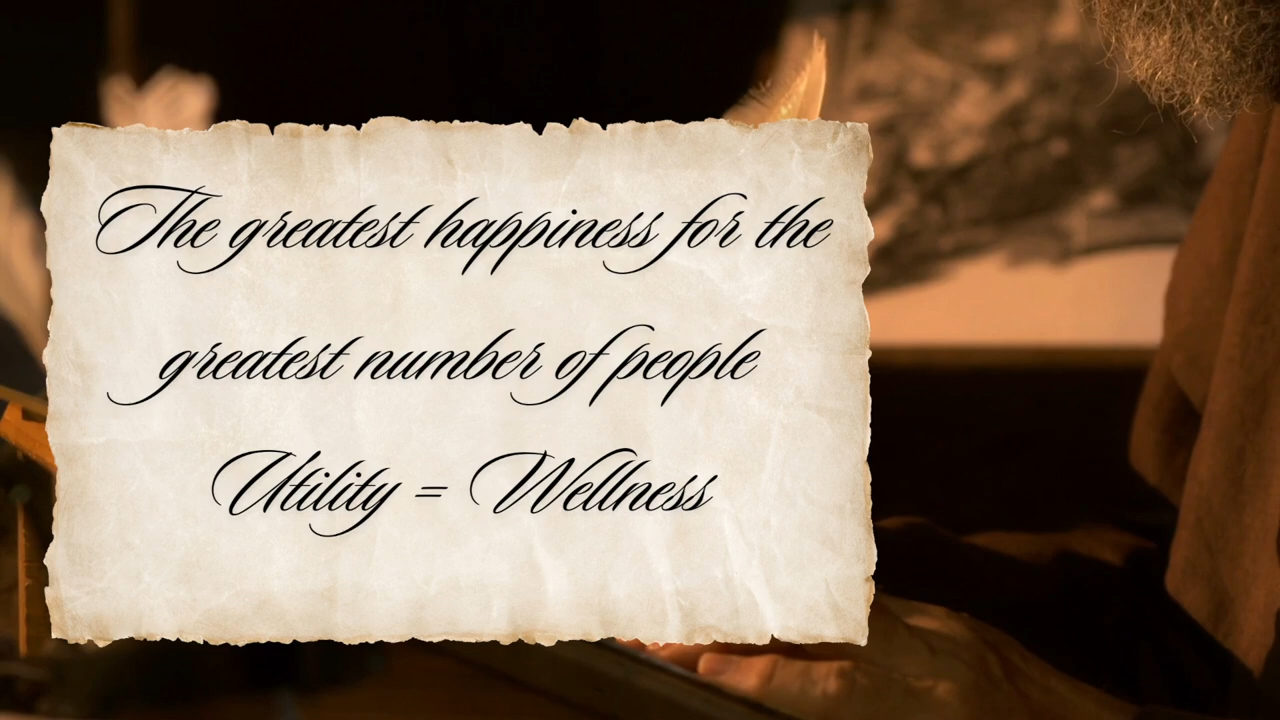 The greatest happiness for the
greatest number of people
Utility = Wellness